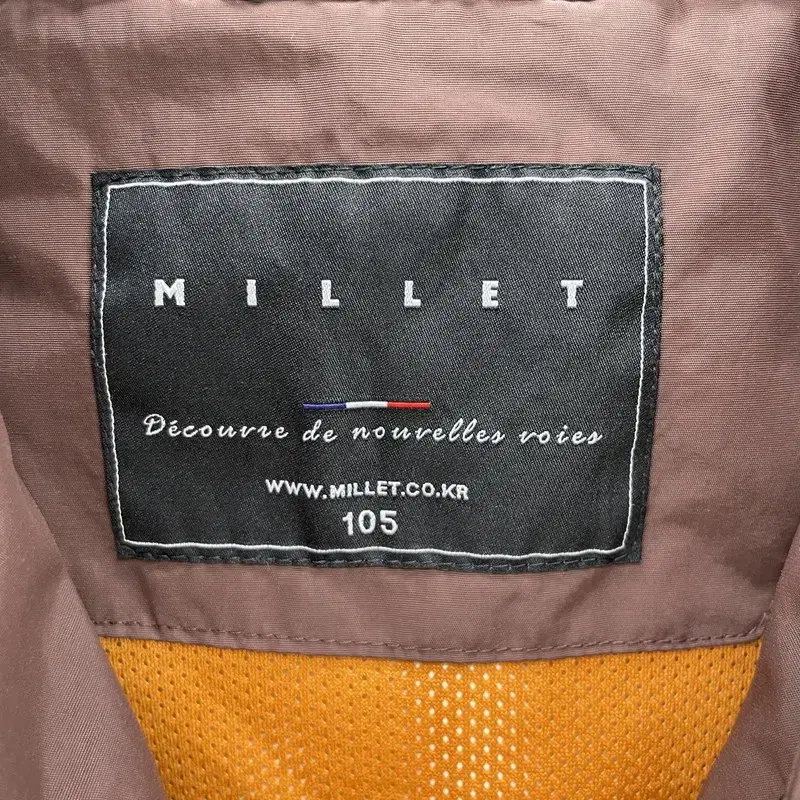 MILLET
Découvre de nouvelles voies
WWW.MILLET.CO.KR
105